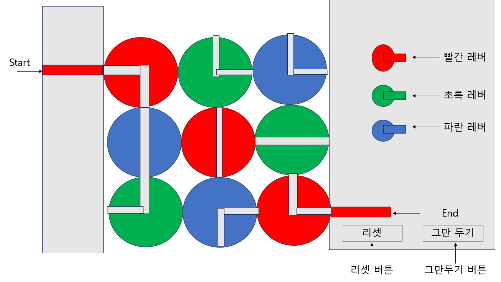 Start
빨간 레버
초록 레버
파란 레버
End
리셋
그만 두기
리셋 버튼
그만두기 버튼